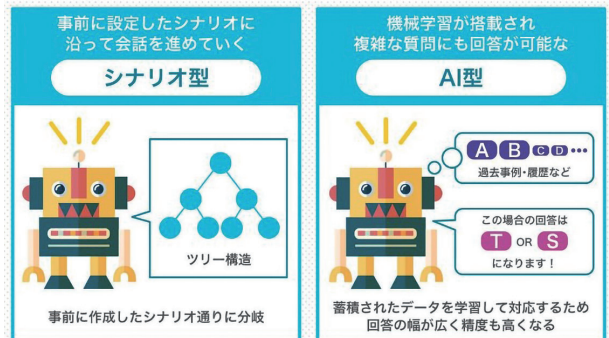 事前に設定したシナリオに
沿って会話を進めていく
シナリオ型
ツリー構造
事前に作成したシナリオ通りに分岐
機械学習が搭載され
複雑な質問にも回答が可能な
AI型
A B C D •••
過去事例・履歴など
この場合の回答は
T OR S
になります！
蓄積されたデータを学習して対応するため
回答の幅が広く精度も高くなる